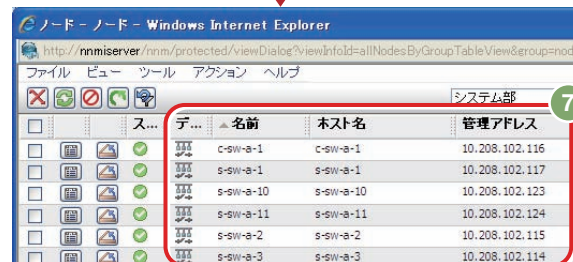 ノード - ノード - Windows Internet Explorer
http://nnmiserver/nnm/protected/viewDialog?viewInfoId=allNodesByGroupTableView&group=nod
ファイル ビュー ツール アクション ヘルプ
システム部
7
ス... デ... 名前 ホスト名 管理アドレス
c-sw-a-1 c-sw-a-1 10.208.102.116
s-sw-a-1 s-sw-a-1 10.208.102.117
s-sw-a-10 s-sw-a-10 10.208.102.123
s-sw-a-11 s-sw-a-11 10.208.102.124
s-sw-a-2 s-sw-a-2 10.208.102.115
s-sw-a-3 s-sw-a-3 10.208.102.114